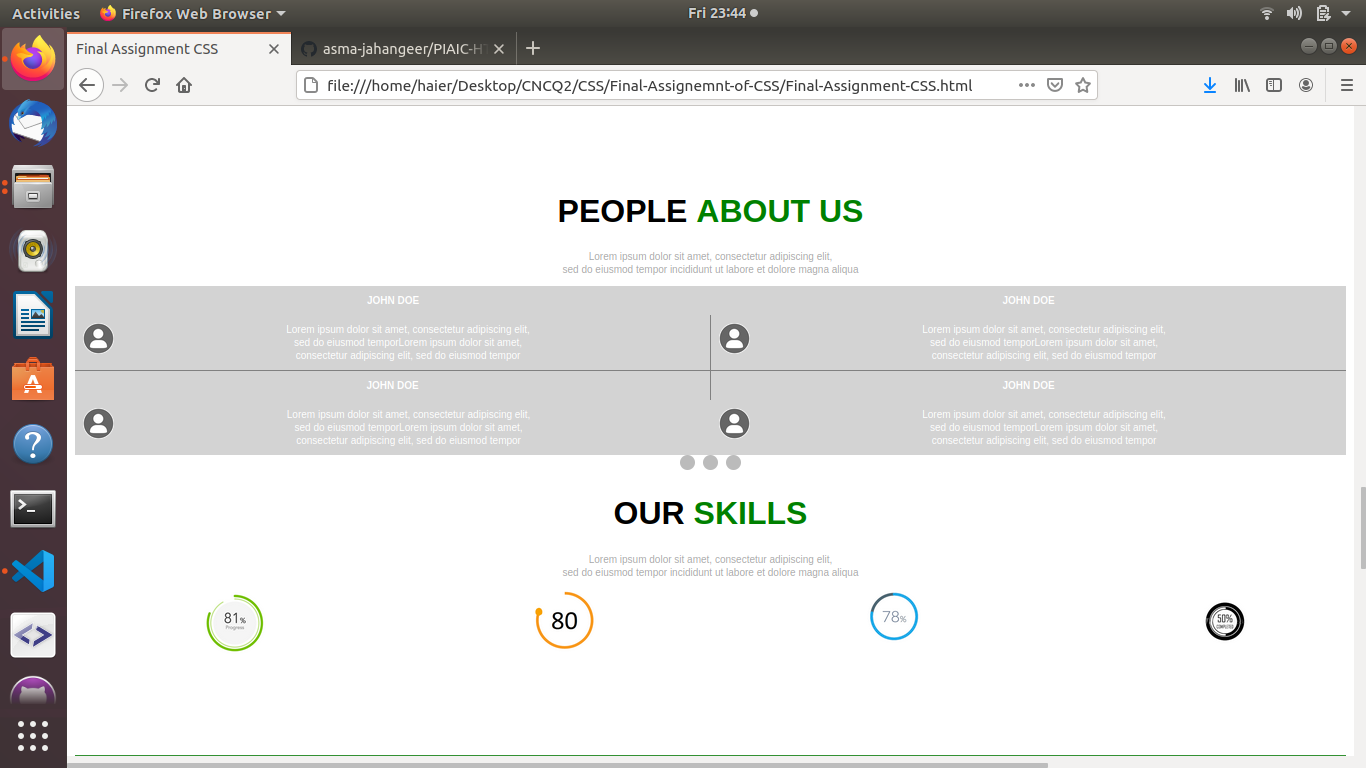 Activities
Firefox Web Browser
Fri 23:44
Final Assignment CSS
asma-jahangeer/PIAIC-HT
file:///home/haier/Desktop/CNCQ2/CSS/Final-Assignemnt-of-CSS/Final-Assignment-CSS.html
PEOPLE ABOUT US
Lorem ipsum dolor sit amet, consectetur adipiscing elit,
sed do eiusmod tempor incididunt ut labore et dolore magna aliqua
JOHN DOE
Lorem ipsum dolor sit amet, consectetur adipiscing elit,
sed do eiusmod temporLorem ipsum dolor sit amet,
consectetur adipiscing elit, sed do eiusmod tempor
JOHN DOE
Lorem ipsum dolor sit amet, consectetur adipiscing elit,
sed do eiusmod temporLorem ipsum dolor sit amet,
consectetur adipiscing elit, sed do eiusmod tempor
JOHN DOE
Lorem ipsum dolor sit amet, consectetur adipiscing elit,
sed do eiusmod temporLorem ipsum dolor sit amet,
consectetur adipiscing elit, sed do eiusmod tempor
JOHN DOE
Lorem ipsum dolor sit amet, consectetur adipiscing elit,
sed do eiusmod temporLorem ipsum dolor sit amet,
consectetur adipiscing elit, sed do eiusmod tempor
OUR SKILLS
Lorem ipsum dolor sit amet, consectetur adipiscing elit,
sed do eiusmod tempor incididunt ut labore et dolore magna aliqua
81%
Progress
80
78%
50%
COMPLETED